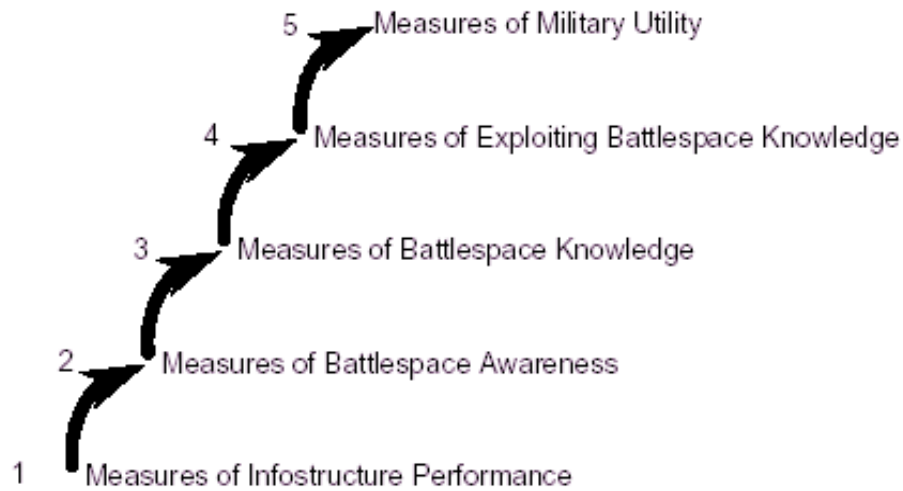 5 Measures of Military Utility
4 Measures of Exploiting Battlespace Knowledge
3 Measures of Battlespace Knowledge
2 Measures of Battlespace Awareness
1 Measures of Infostructure Performance